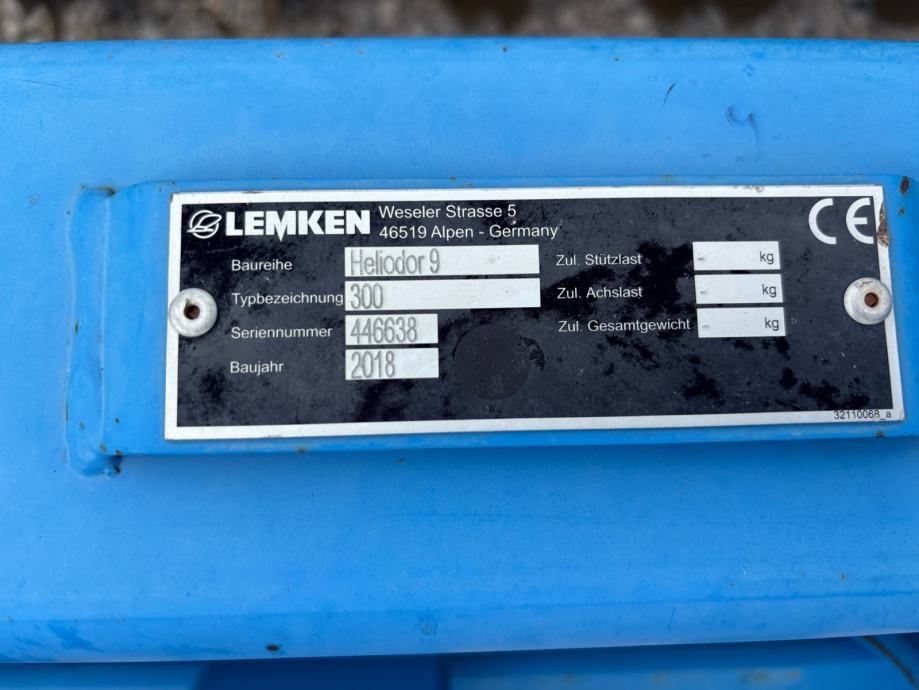 LEMKEN Weseler Strasse 5
46519 Alpen - Germany
CE
Baureihe Heliodor 9
Typbezeichnung 300
Seriennummer 446638
Baujahr 2018
Zul. Stützlast - kg
Zul. Achslast - kg
Zul. Gesamtgewicht - kg
32110068_a